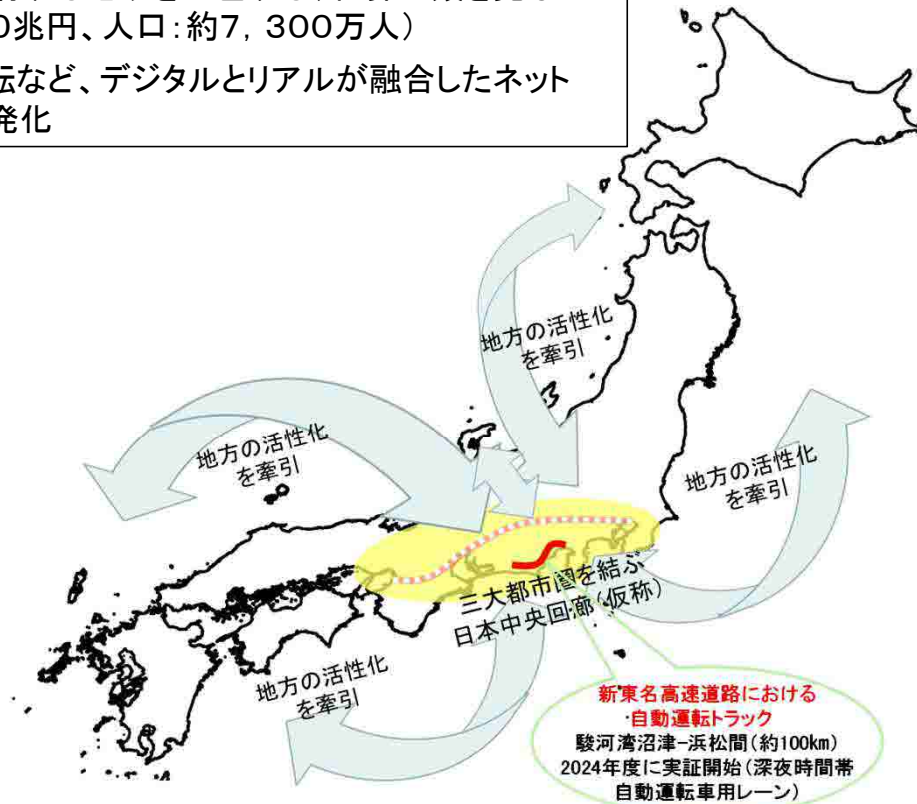 0兆円、人口：約7，300万人）
転など、デジタルとリアルが融合したネット
発化
地方の活性化
を牽引
地方の活性化
を牽引
地方の活性化
を牽引
三大都市圏を結ぶ
日本中央回廊（仮称）
地方の活性化
を牽引
新東名高速道路における
自動運転トラック
駿河湾沼津-浜松間（約100km）
2024年度に実証開始（深夜時間帯
自動運転車用レーン）